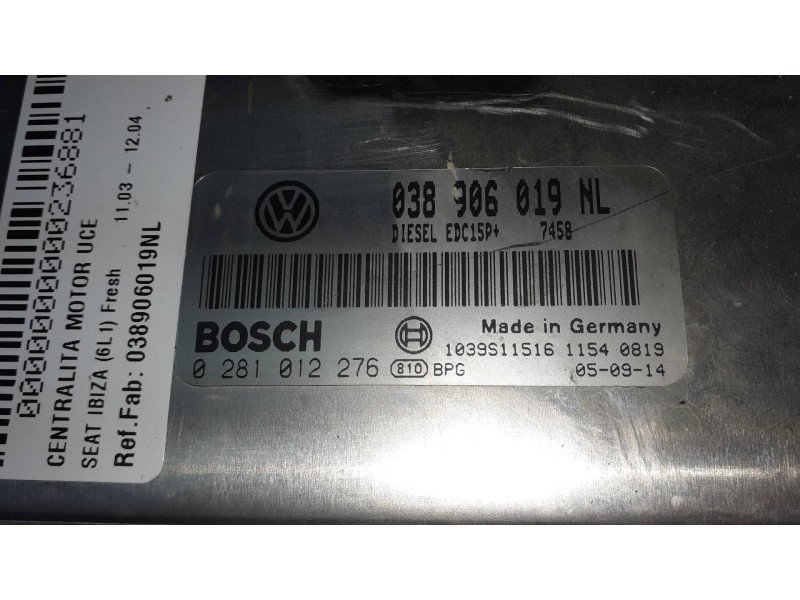 000000000000236881
CENTRALITA MOTOR UCE
SEAT IBIZA (6L1) Fresh 11.03 - 12.04
Ref.Fab: 038906019NL
038 906 019 NL
DIESEL EDC15P+ 7458
BOSCH
Made in Germany
1039S11516 1154 0819
0 281 012 276 810 BPG 05-09-14